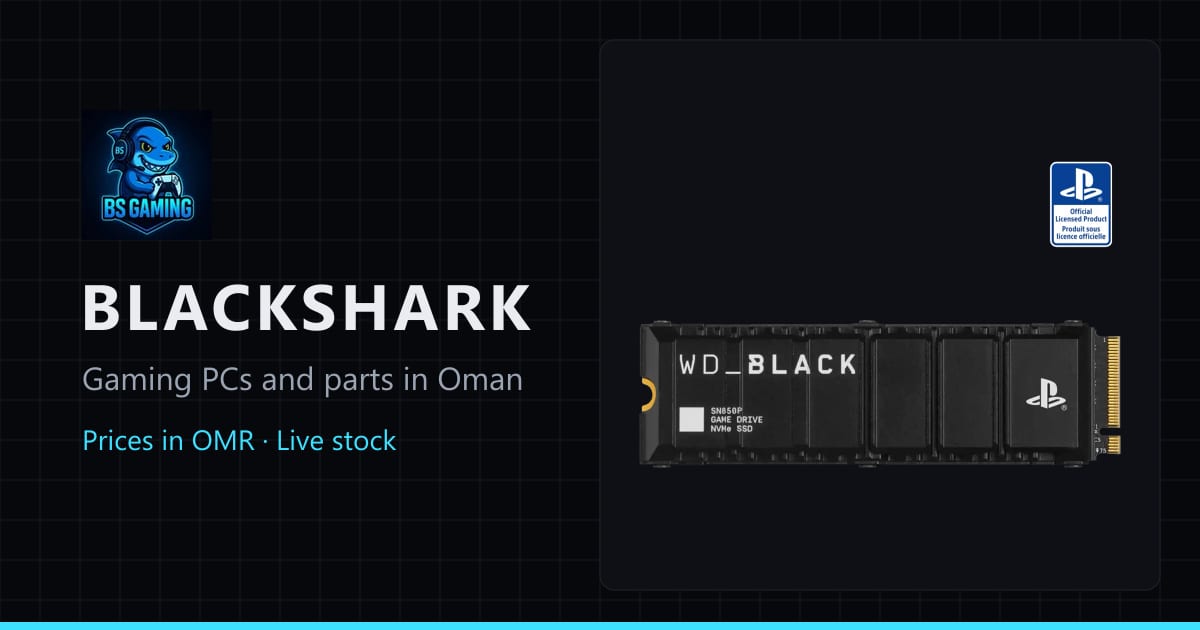 BS
BS GAMING
BLACKSHARK
Gaming PCs and parts in Oman
Prices in OMR · Live stock
Official
Licensed Product
Produit sous
licence officielle
WD_BLACK
SN850P
GAME DRIVE
NVMe SSD